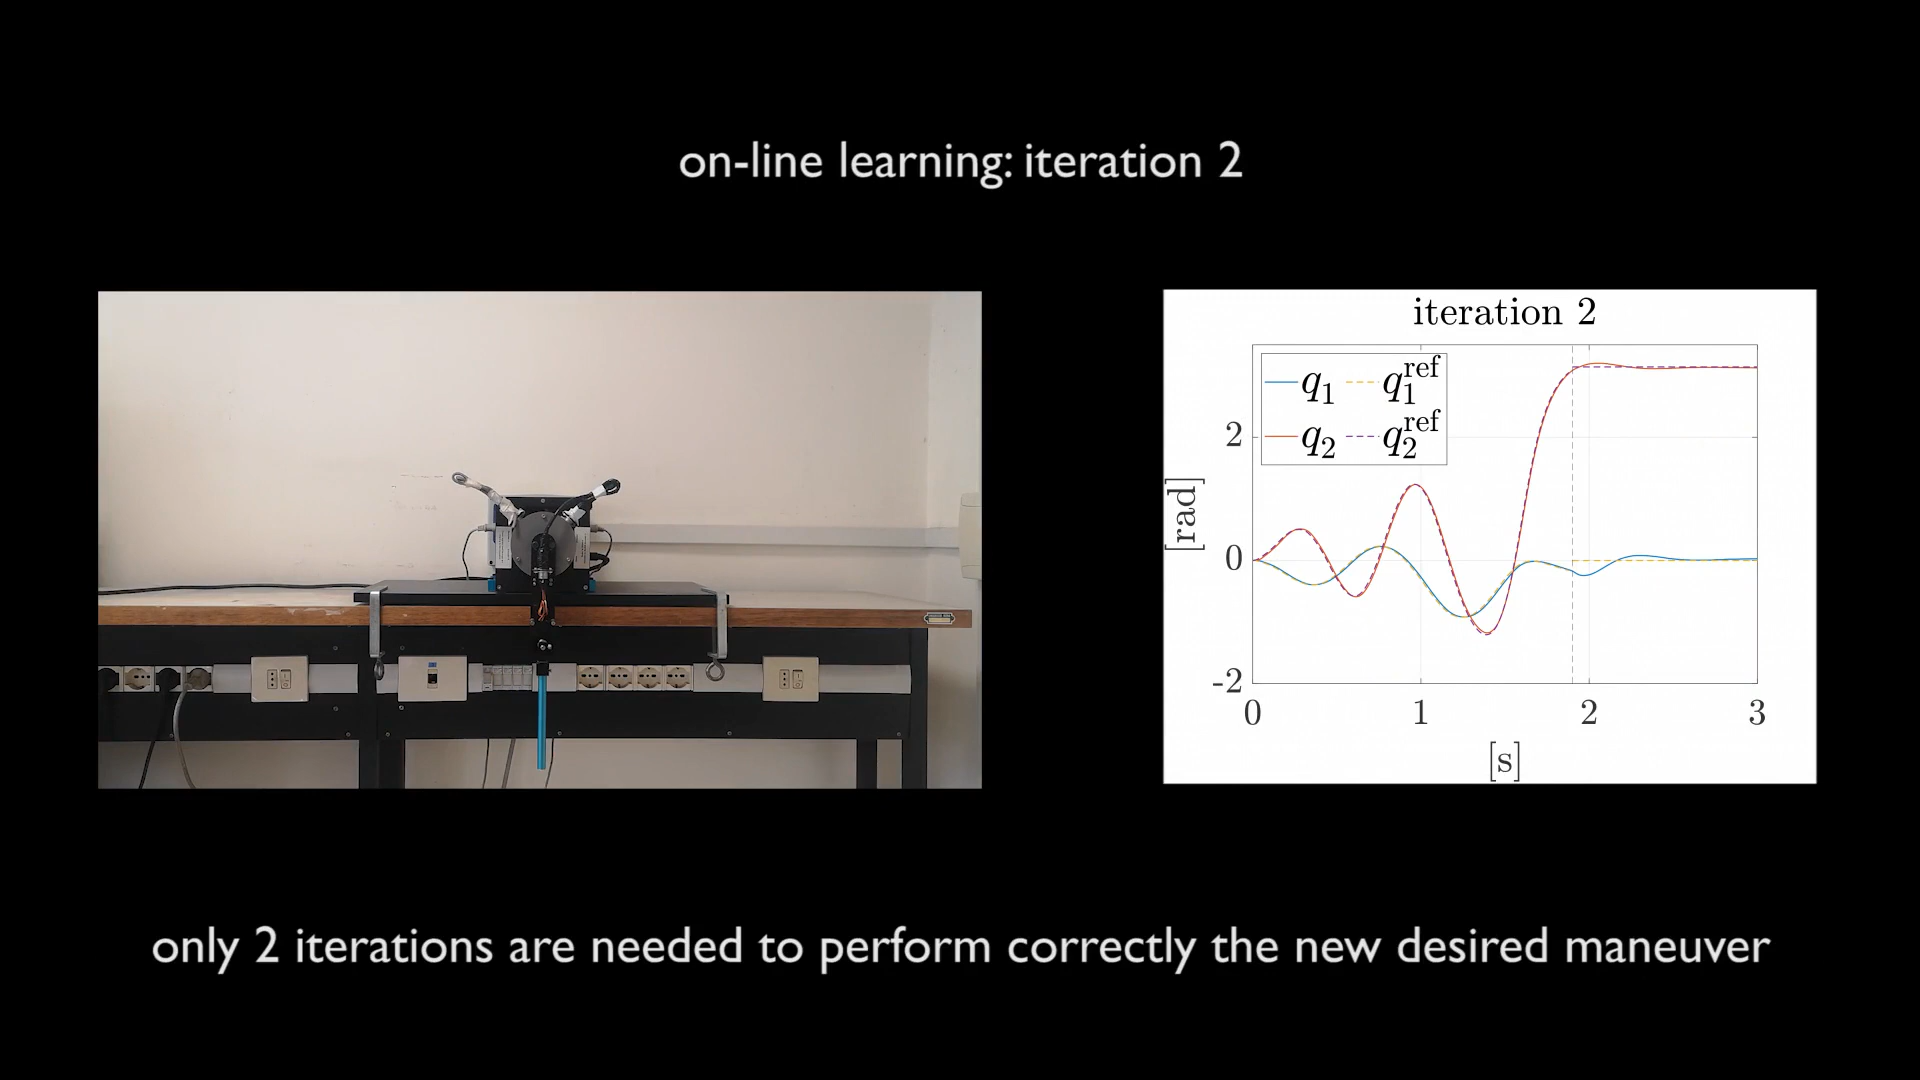 on-line learning: iteration 2
iteration 2
q₁ q₁ʳᵉᶠ
q₂ q₂ʳᵉᶠ
2
0
-2
[rad]
0 1 2 3
[s]
only 2 iterations are needed to perform correctly the new desired maneuver